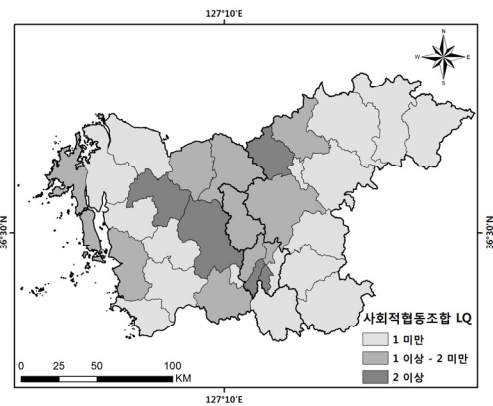 127°10'E
N
W E
S
36°30'N
36°30'N
사회적협동조합 LQ
1 미만
1 이상 - 2 미만
2 이상
0 25 50 100
KM
127°10'E